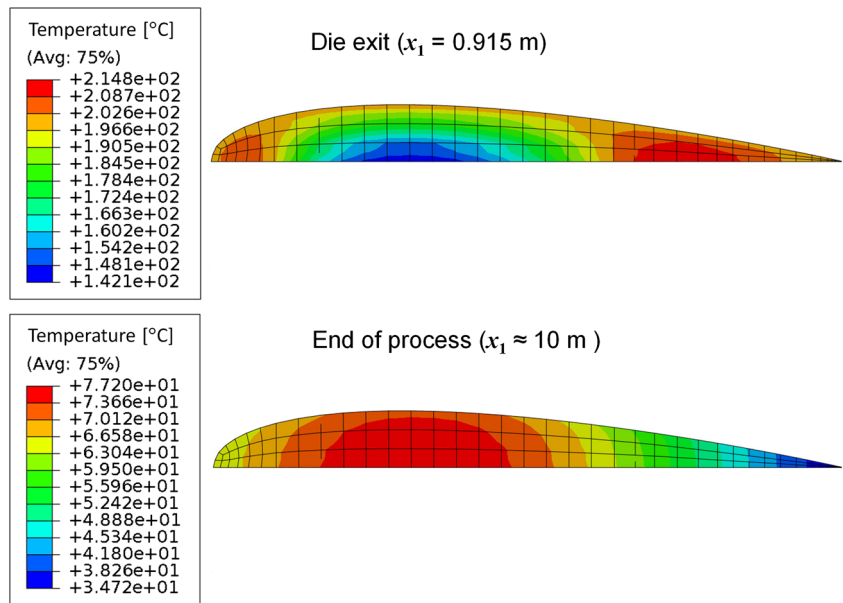 Temperature [°C]
(Avg: 75%)
+2.148e+02
+2.087e+02
+2.026e+02
+1.966e+02
+1.905e+02
+1.845e+02
+1.784e+02
+1.724e+02
+1.663e+02
+1.602e+02
+1.542e+02
+1.481e+02
+1.421e+02
Die exit (x₁ = 0.915 m)
Temperature [°C]
(Avg: 75%)
+7.720e+01
+7.366e+01
+7.012e+01
+6.658e+01
+6.304e+01
+5.950e+01
+5.596e+01
+5.242e+01
+4.888e+01
+4.534e+01
+4.180e+01
+3.826e+01
+3.472e+01
End of process (x₁ ≈ 10 m )